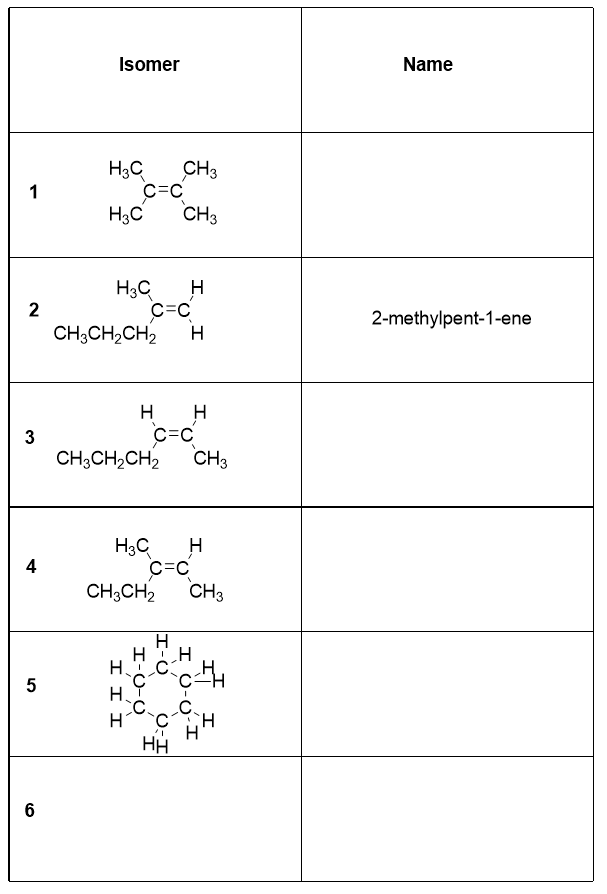 Isomer Name
1 H₃C CH₃
C=C
H₃C CH₃
2 H₃C H
C=C 2-methylpent-1-ene
CH₃CH₂CH₂ H
3 H H
C=C
CH₃CH₂CH₂ CH₃
4 H₃C H
C=C
CH₃CH₂ CH₃
5 H
H H
H C H
C C H
H
C C
H C H
H
H H
6